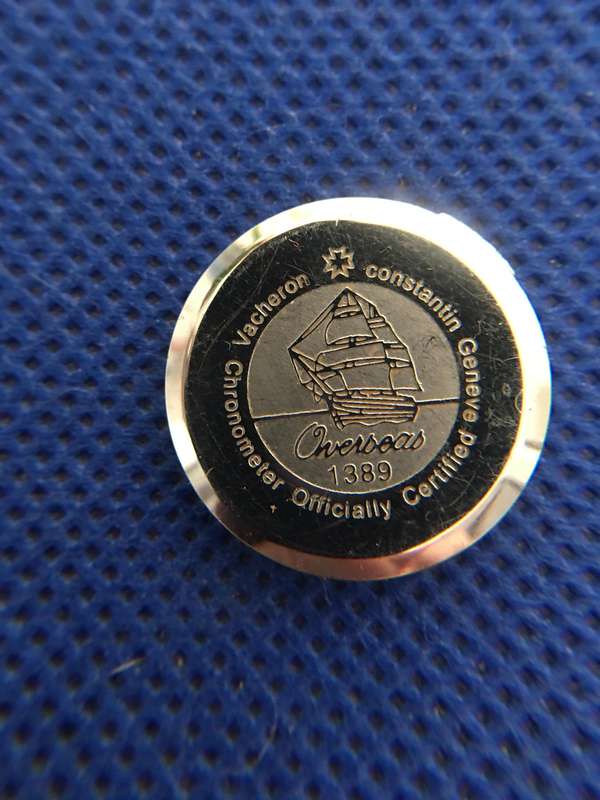 Vacheron constantin Geneve
Chronometer Officially Certified
Overseas
1389